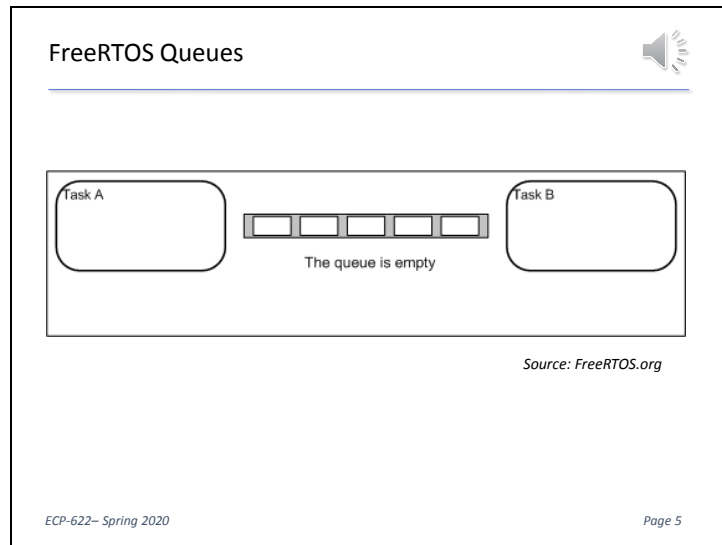 FreeRTOS Queues
Task A
Task B
The queue is empty
Source: FreeRTOS.org
ECP-622– Spring 2020
Page 5